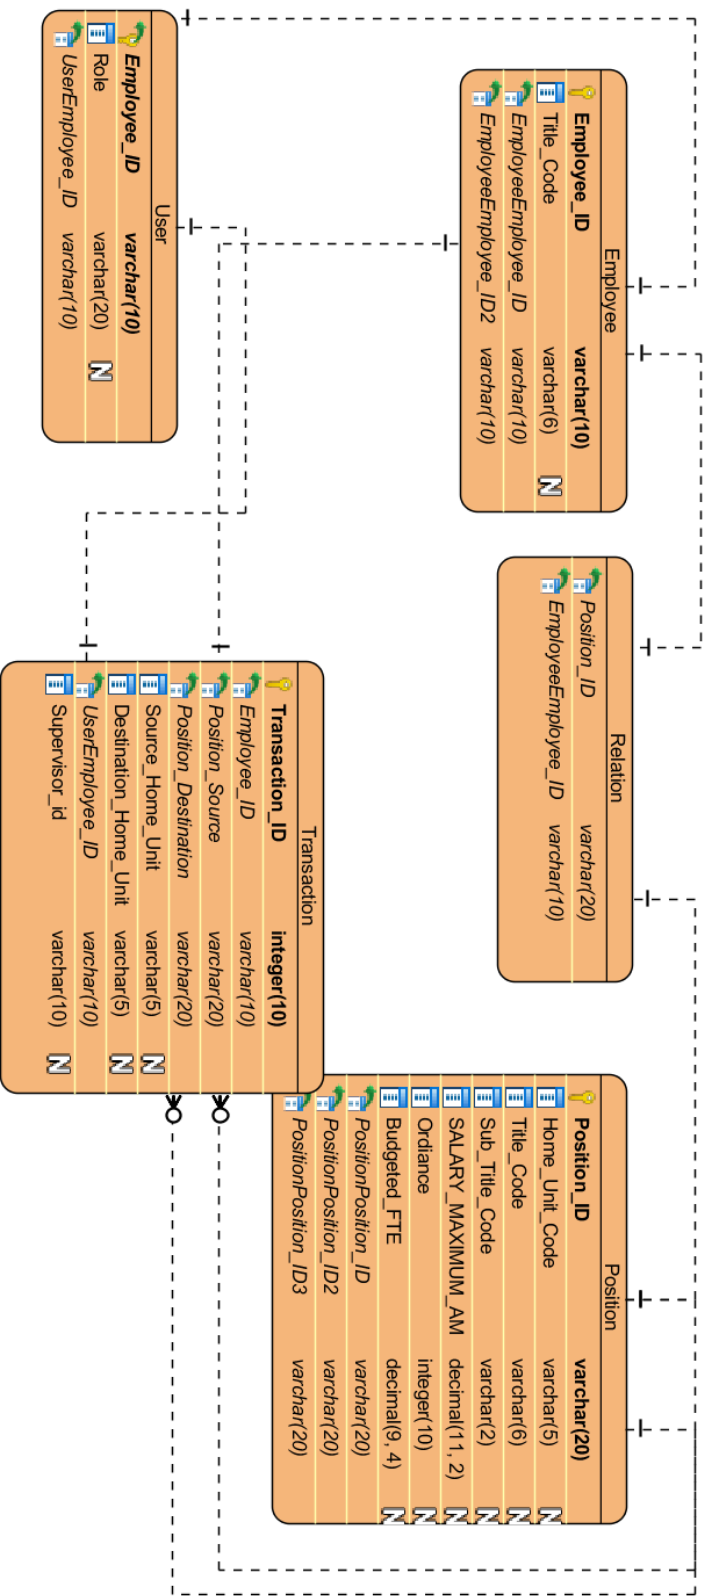 User
Employee_ID varchar(10)
Role varchar(20) N
UserEmployee_ID varchar(10)
Employee
Employee_ID varchar(10)
Title_Code varchar(6) N
EmployeeEmployee_ID varchar(10)
EmployeeEmployee_ID2 varchar(10)
Relation
Position_ID varchar(20)
EmployeeEmployee_ID varchar(10)
Transaction
Transaction_ID integer(10)
Employee_ID varchar(10)
Position_Source varchar(20)
Position_Destination varchar(20)
Source_Home_Unit varchar(5) N
Destination_Home_Unit varchar(5) N
UserEmployee_ID varchar(10)
Supervisor_id varchar(10) N
Position
Position_ID varchar(20)
Home_Unit_Code varchar(5) N
Title_Code varchar(6) N
Sub_Title_Code varchar(2) N
SALARY_MAXIMUM_AM decimal(11, 2) N
Ordiance integer(10) N
Budgeted_FTE decimal(9, 4) N
PositionPosition_ID varchar(20)
PositionPosition_ID2 varchar(20)
PositionPosition_ID3 varchar(20)